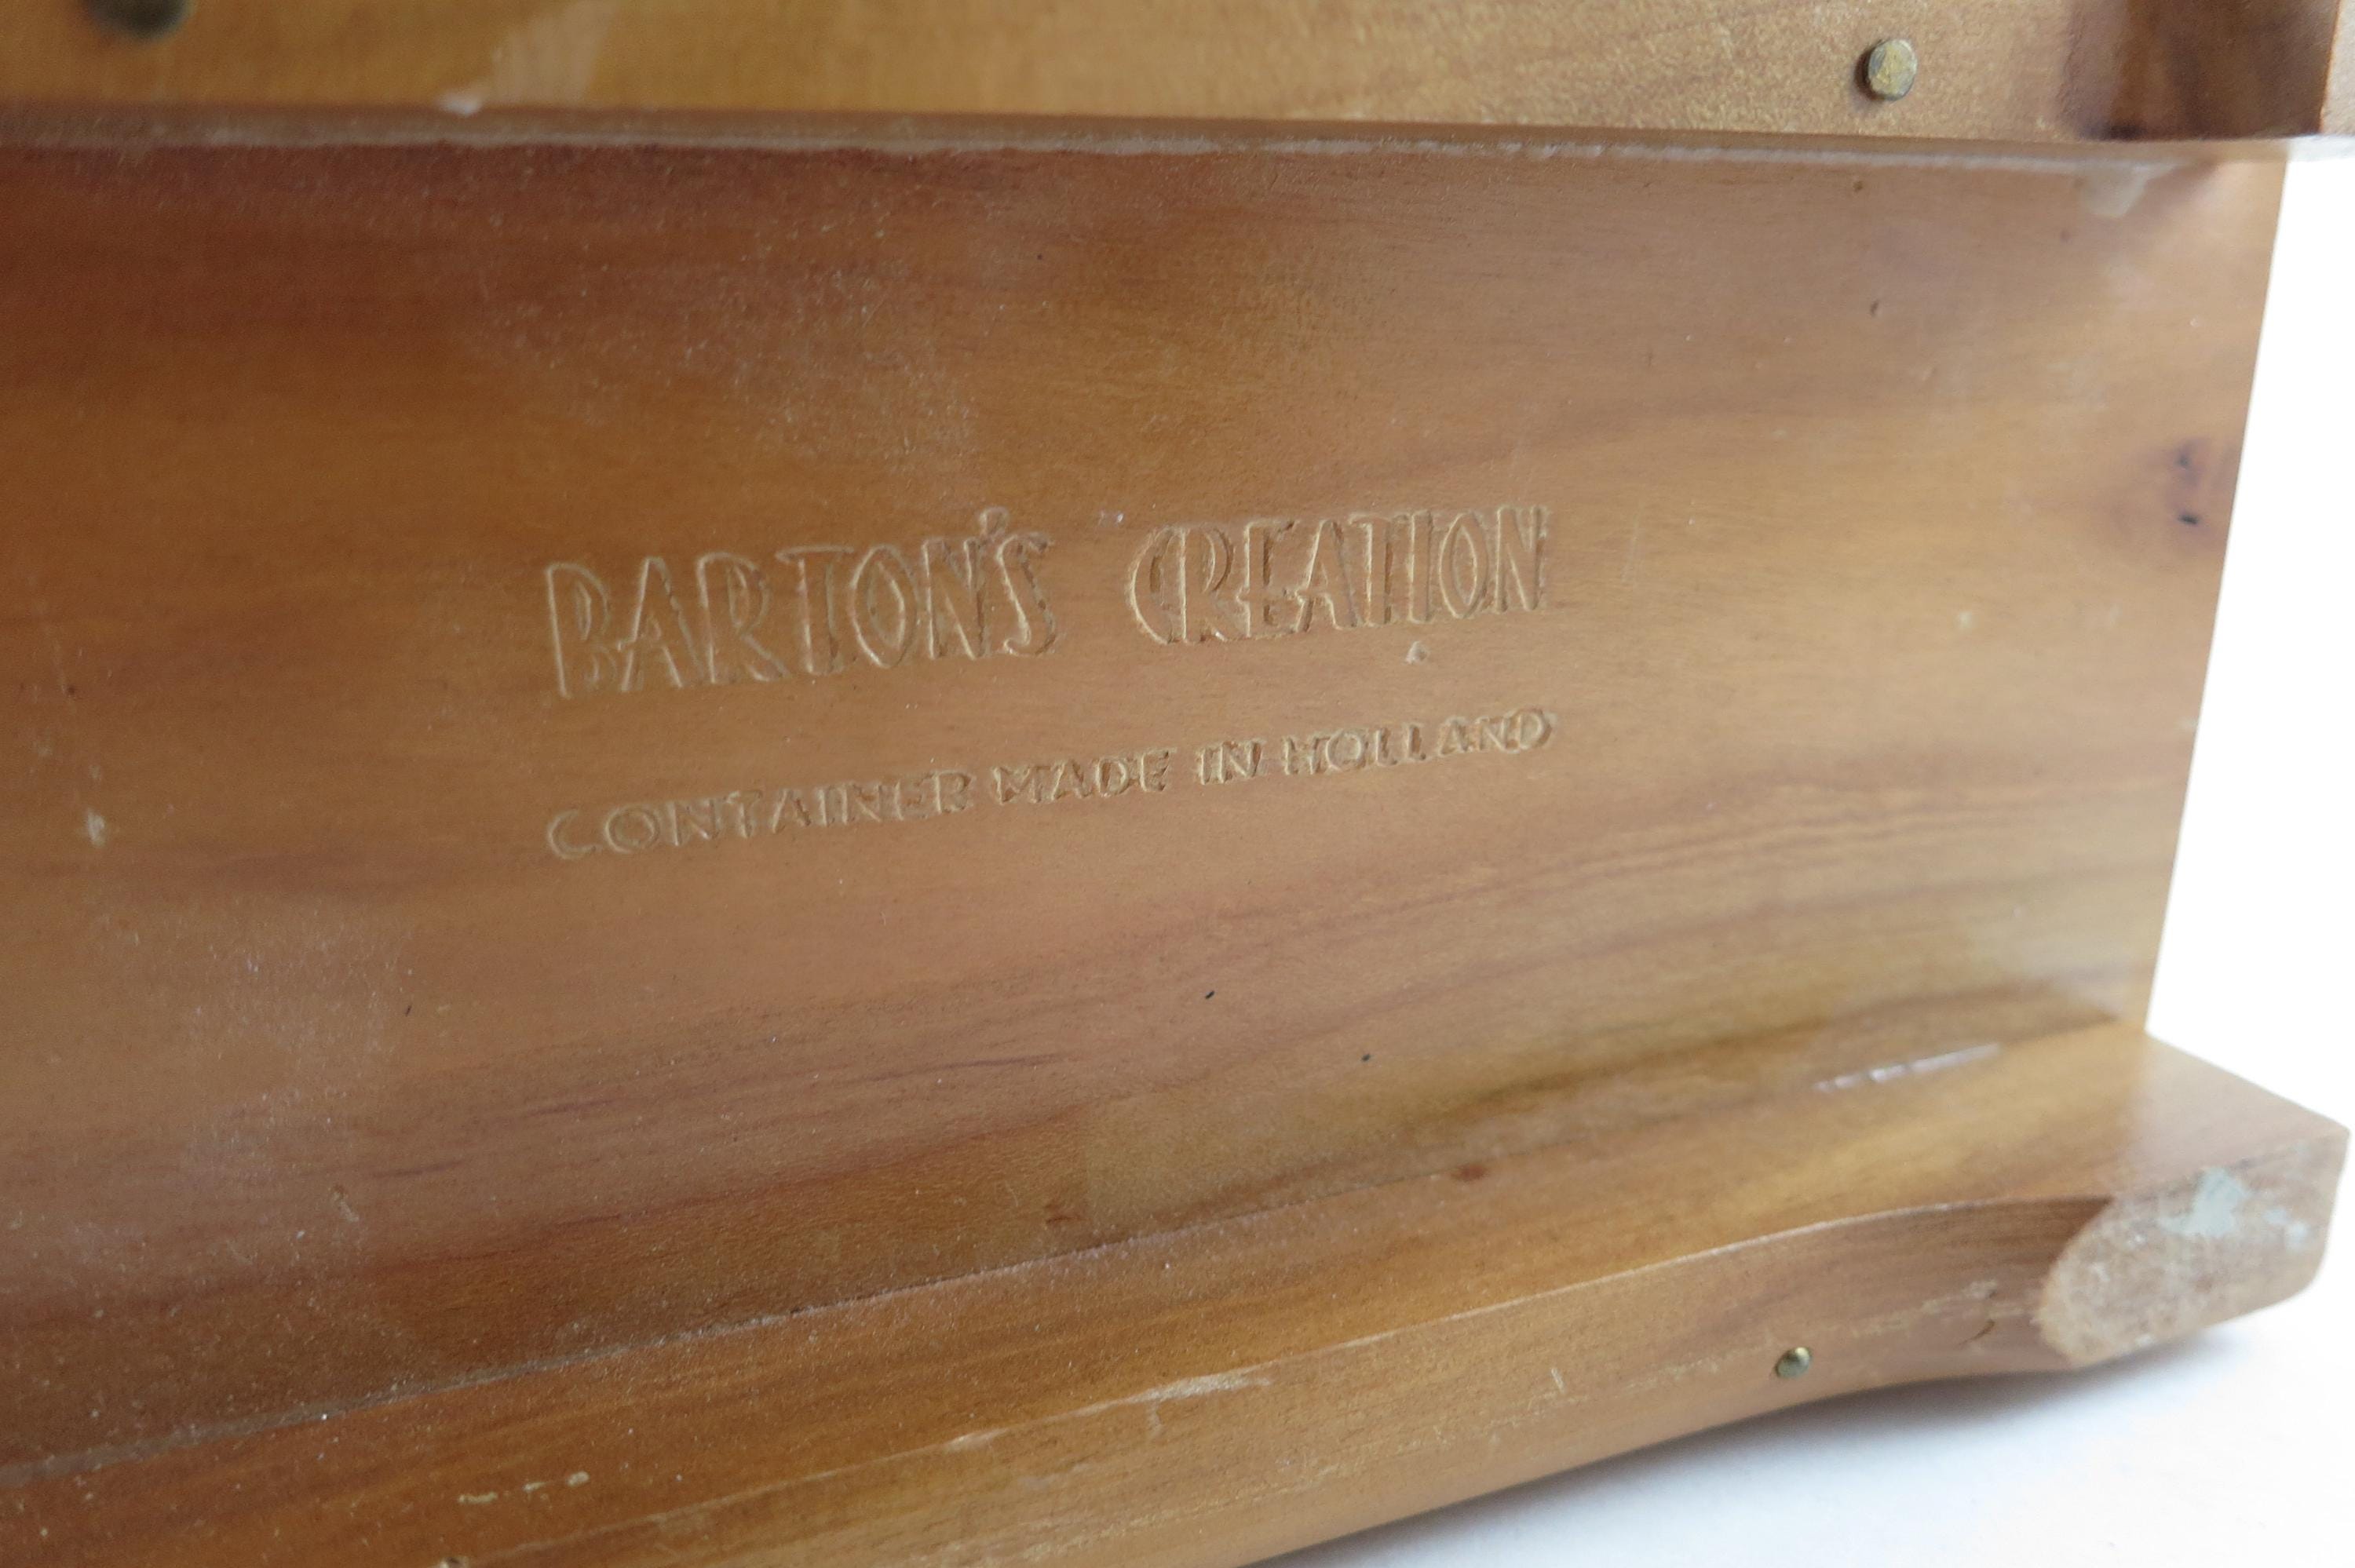 BARTON'S CREATION
CONTAINER MADE IN HOLLAND